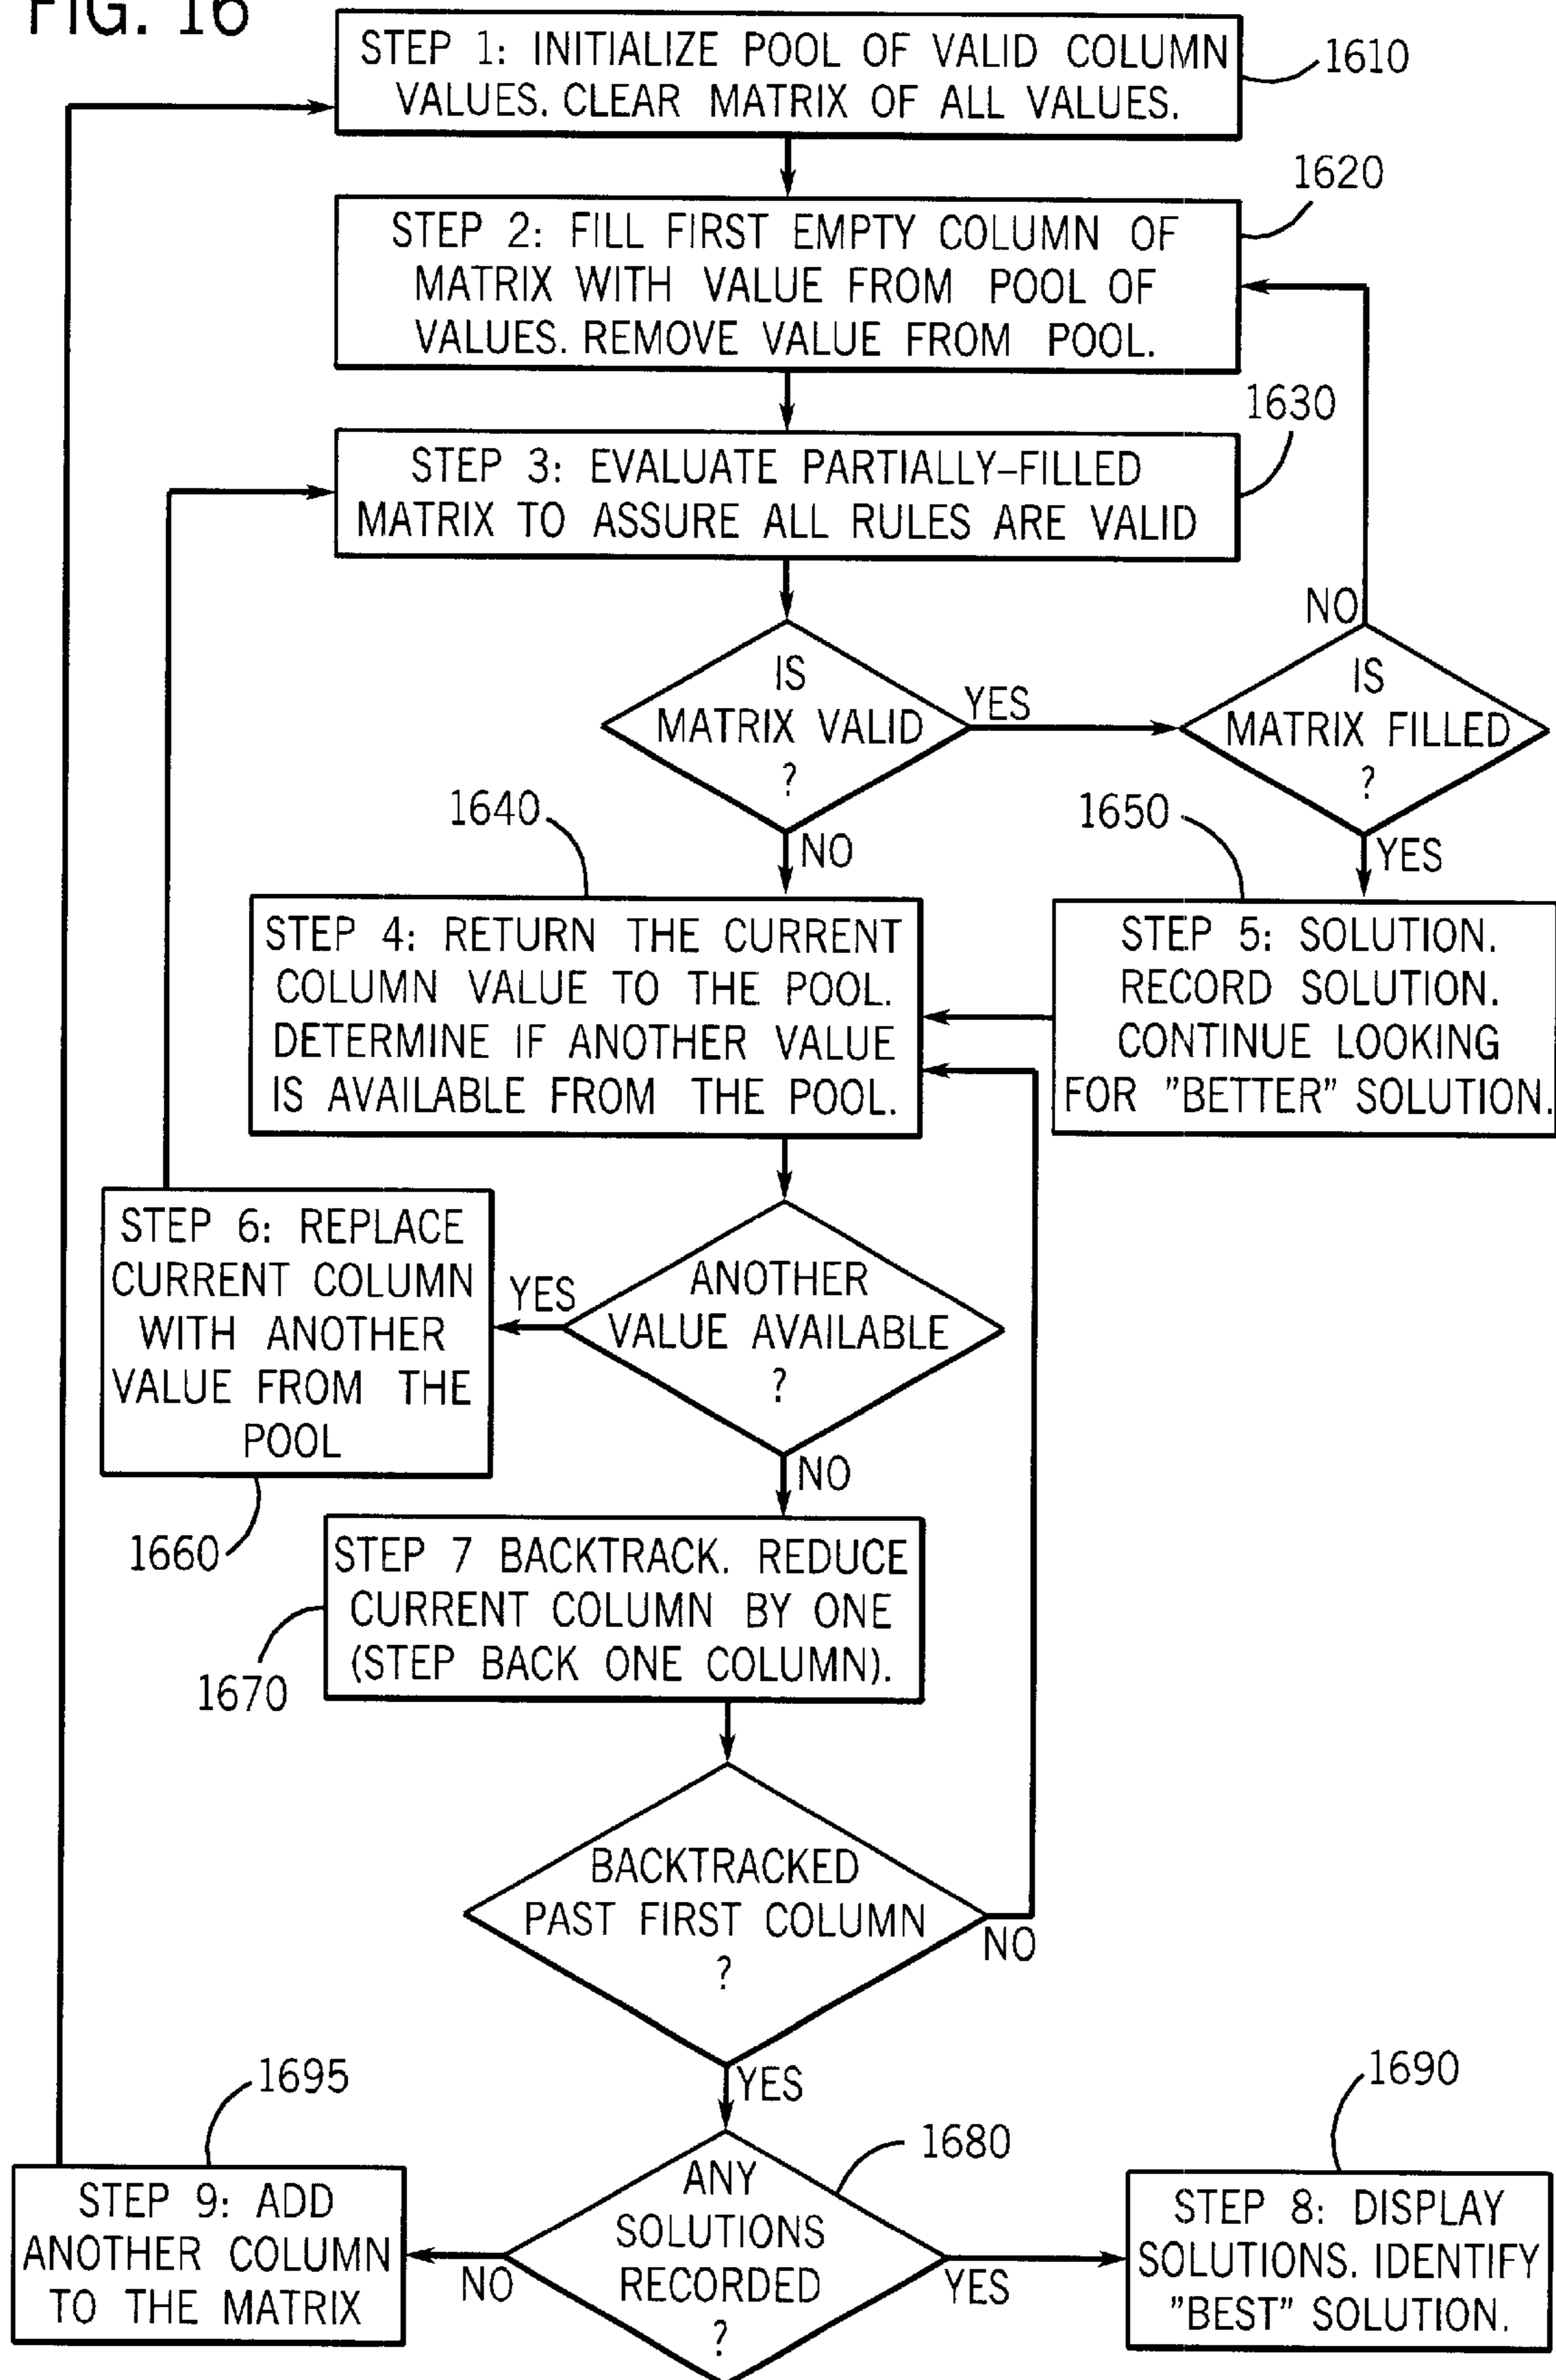 FIG. 16
STEP 1: INITIALIZE POOL OF VALID COLUMN
VALUES. CLEAR MATRIX OF ALL VALUES.
1610
1620
STEP 2: FILL FIRST EMPTY COLUMN OF
MATRIX WITH VALUE FROM POOL OF
VALUES. REMOVE VALUE FROM POOL.
1630
STEP 3: EVALUATE PARTIALLY-FILLED
MATRIX TO ASSURE ALL RULES ARE VALID
NO
IS
MATRIX VALID
?
YES
IS
MATRIX FILLED
?
1640
NO
1650
YES
STEP 4: RETURN THE CURRENT
COLUMN VALUE TO THE POOL.
DETERMINE IF ANOTHER VALUE
IS AVAILABLE FROM THE POOL.
STEP 5: SOLUTION.
RECORD SOLUTION.
CONTINUE LOOKING
FOR "BETTER" SOLUTION.
STEP 6: REPLACE
CURRENT COLUMN
WITH ANOTHER
VALUE FROM THE
POOL
YES
ANOTHER
VALUE AVAILABLE
?
NO
1660
STEP 7 BACKTRACK. REDUCE
CURRENT COLUMN BY ONE
(STEP BACK ONE COLUMN).
1670
BACKTRACKED
PAST FIRST COLUMN
?
NO
YES
1695
1680
1690
STEP 9: ADD
ANOTHER COLUMN
TO THE MATRIX
NO
ANY
SOLUTIONS
RECORDED
?
YES
STEP 8: DISPLAY
SOLUTIONS. IDENTIFY
"BEST" SOLUTION.